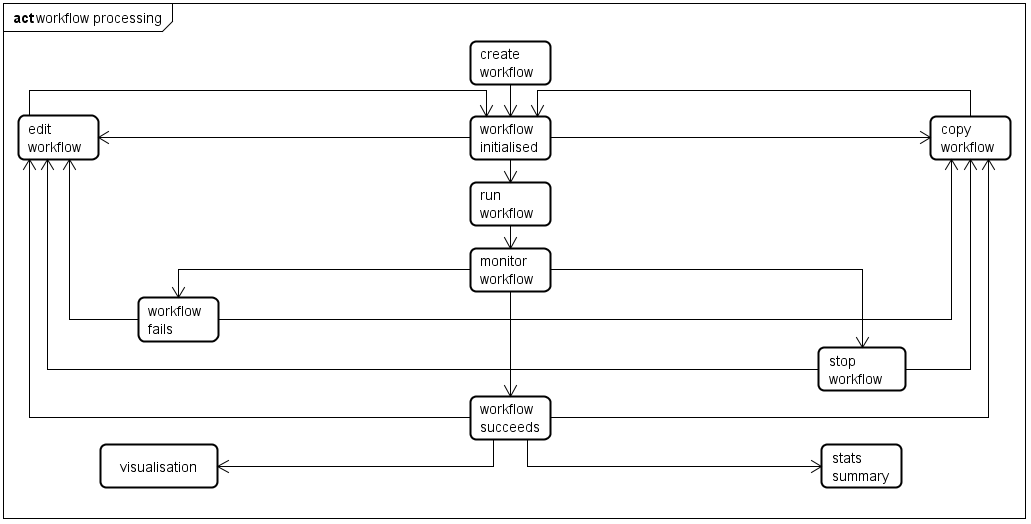 act workflow processing
create
workflow
edit
workflow
workflow
initialised
copy
workflow
run
workflow
monitor
workflow
workflow
fails
stop
workflow
workflow
succeeds
visualisation
stats
summary